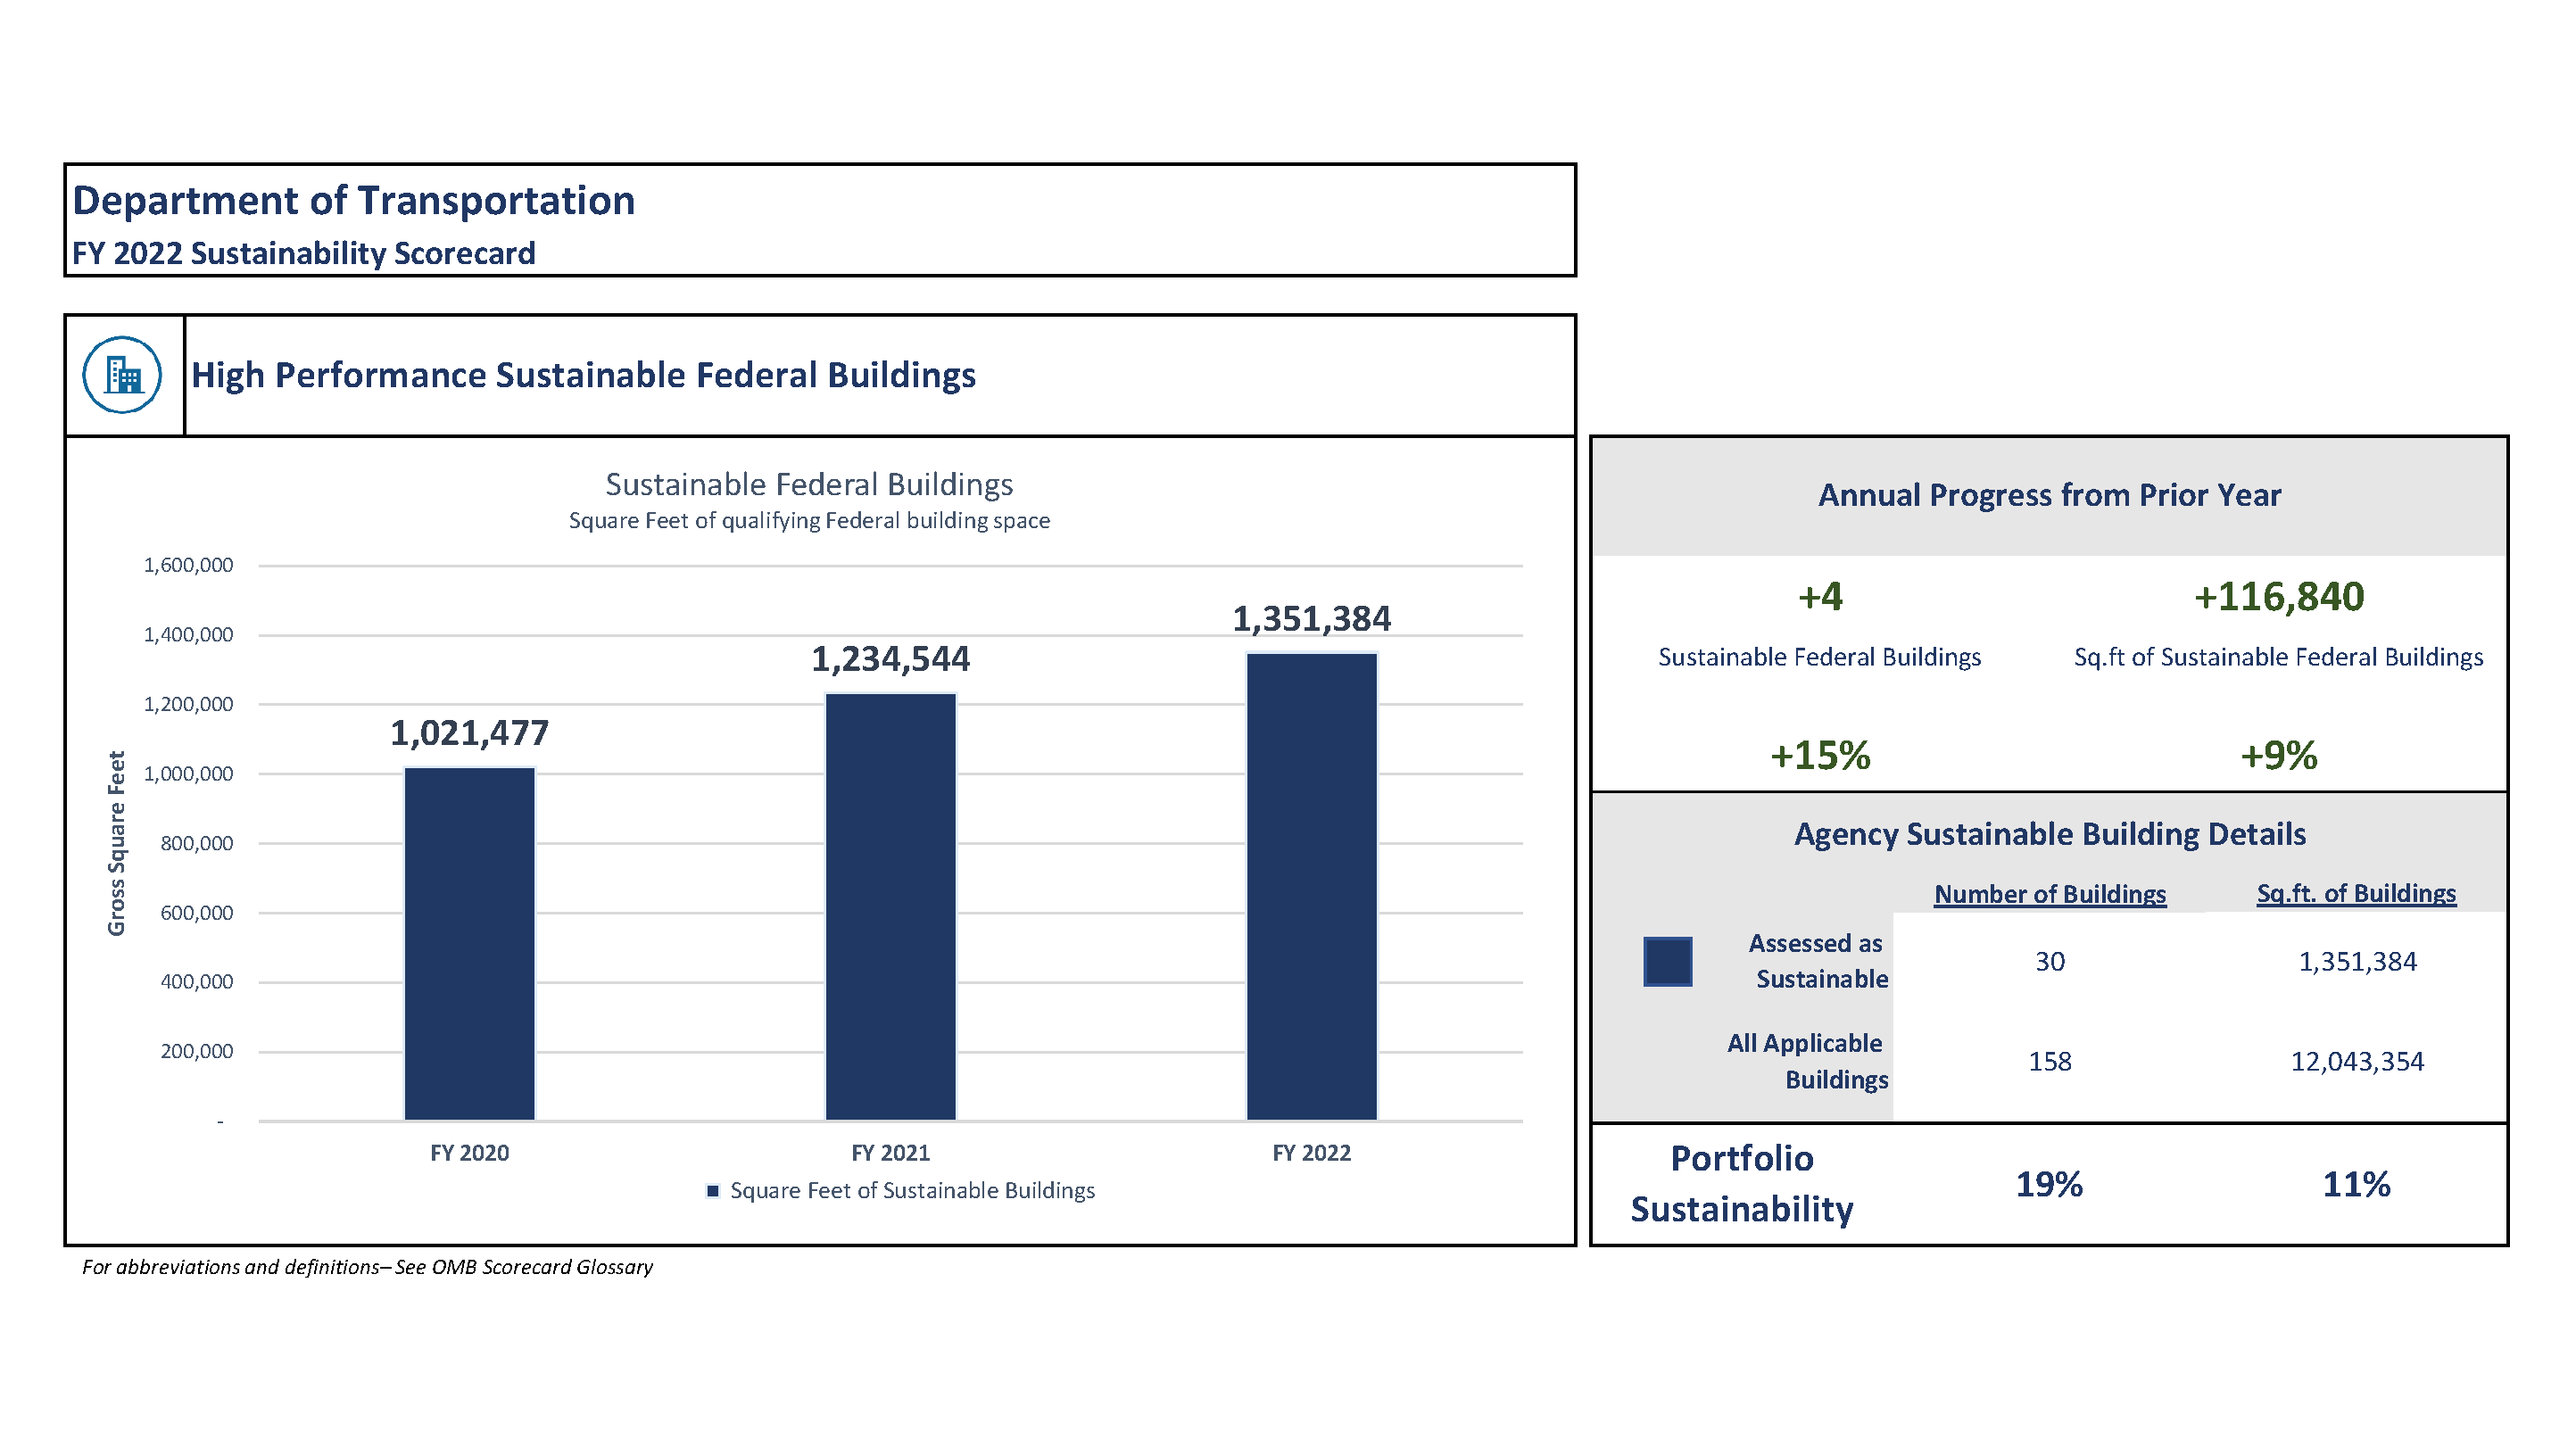 Department of Transportation
FY 2022 Sustainability Scorecard
High Performance Sustainable Federal Buildings
Sustainable Federal Buildings
Square Feet of qualifying Federal building space
Gross Square Feet
1,600,000
1,400,000
1,200,000
1,000,000
800,000
600,000
400,000
200,000
-
1,021,477
1,234,544
1,351,384
FY 2020 FY 2021 FY 2022
Square Feet of Sustainable Buildings
Annual Progress from Prior Year
+4 +116,840
Sustainable Federal Buildings Sq.ft of Sustainable Federal Buildings
+15% +9%
Agency Sustainable Building Details
Number of Buildings Sq.ft. of Buildings
Assessed as
Sustainable
30 1,351,384
All Applicable
Buildings
158 12,043,354
Portfolio
Sustainability
19% 11%
For abbreviations and definitions– See OMB Scorecard Glossary